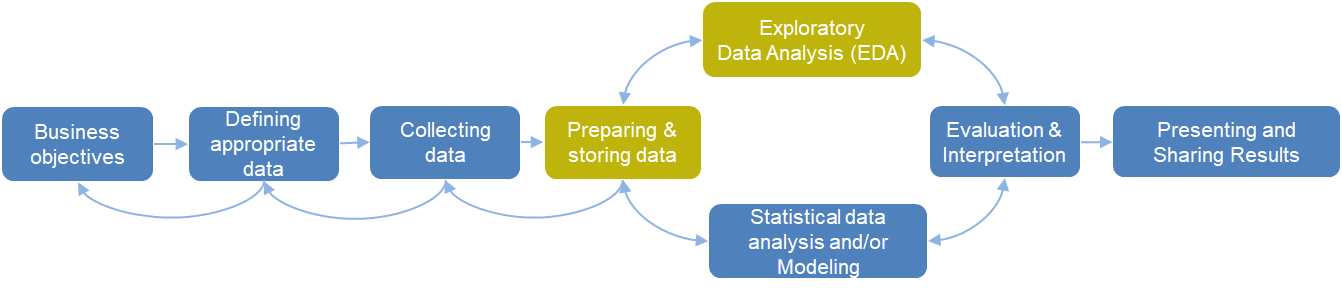 Business
objectives
Defining
appropriate
data
Collecting
data
Preparing &
storing data
Exploratory
Data Analysis (EDA)
Statistical data
analysis and/or
Modeling
Evaluation &
Interpretation
Presenting and
Sharing Results